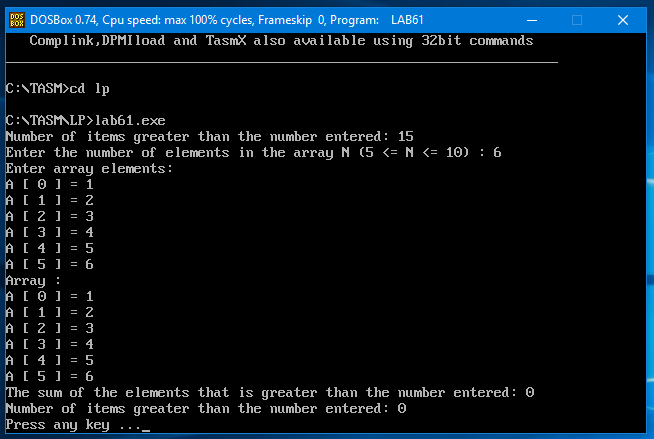 DOS
BOX
DOSBox 0.74, Cpu speed: max 100% cycles, Frameskip 0, Program: LAB61
Complink,DPMIload and TasmX also available using 32bit commands
C:\TASM>cd lp
C:\TASM\LP>lab61.exe
Number of items greater than the number entered: 15
Enter the number of elements in the array N (5 <= N <= 10) : 6
Enter array elements:
A [ 0 ] = 1
A [ 1 ] = 2
A [ 2 ] = 3
A [ 3 ] = 4
A [ 4 ] = 5
A [ 5 ] = 6
Array :
A [ 0 ] = 1
A [ 1 ] = 2
A [ 2 ] = 3
A [ 3 ] = 4
A [ 4 ] = 5
A [ 5 ] = 6
The sum of the elements that is greater than the number entered: 0
Number of items greater than the number entered: 0
Press any key ..._